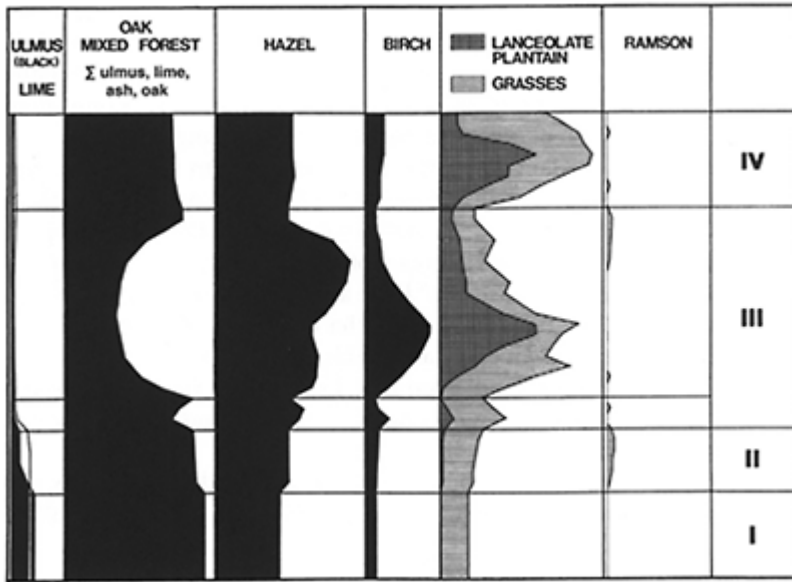 ULMUS
(BLACK)
LIME
OAK
MIXED FOREST
Σ ulmus, lime,
ash, oak
HAZEL
BIRCH
LANCEOLATE
PLANTAIN
GRASSES
RAMSON
IV
III
II
I